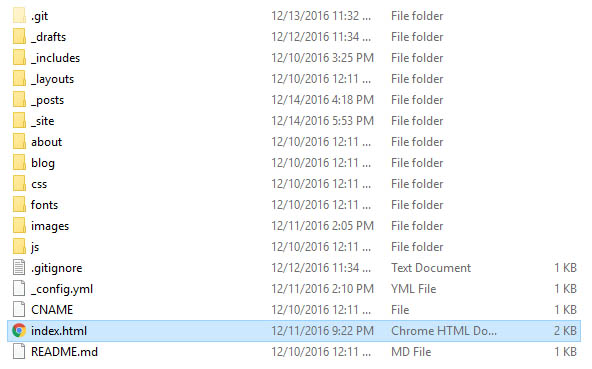 .git 12/13/2016 11:32 ... File folder
_drafts 12/12/2016 11:34 ... File folder
_includes 12/10/2016 3:25 PM File folder
_layouts 12/10/2016 12:11 ... File folder
_posts 12/14/2016 4:18 PM File folder
_site 12/14/2016 5:53 PM File folder
about 12/10/2016 12:11 ... File folder
blog 12/10/2016 12:11 ... File folder
css 12/10/2016 12:11 ... File folder
fonts 12/10/2016 12:11 ... File folder
images 12/11/2016 2:05 PM File folder
js 12/10/2016 12:11 ... File folder
.gitignore 12/12/2016 11:34 ... Text Document 1 KB
_config.yml 12/11/2016 2:10 PM YML File 1 KB
CNAME 12/10/2016 12:11 ... File 1 KB
index.html 12/11/2016 9:22 PM Chrome HTML Do... 2 KB
README.md 12/10/2016 12:11 ... MD File 1 KB